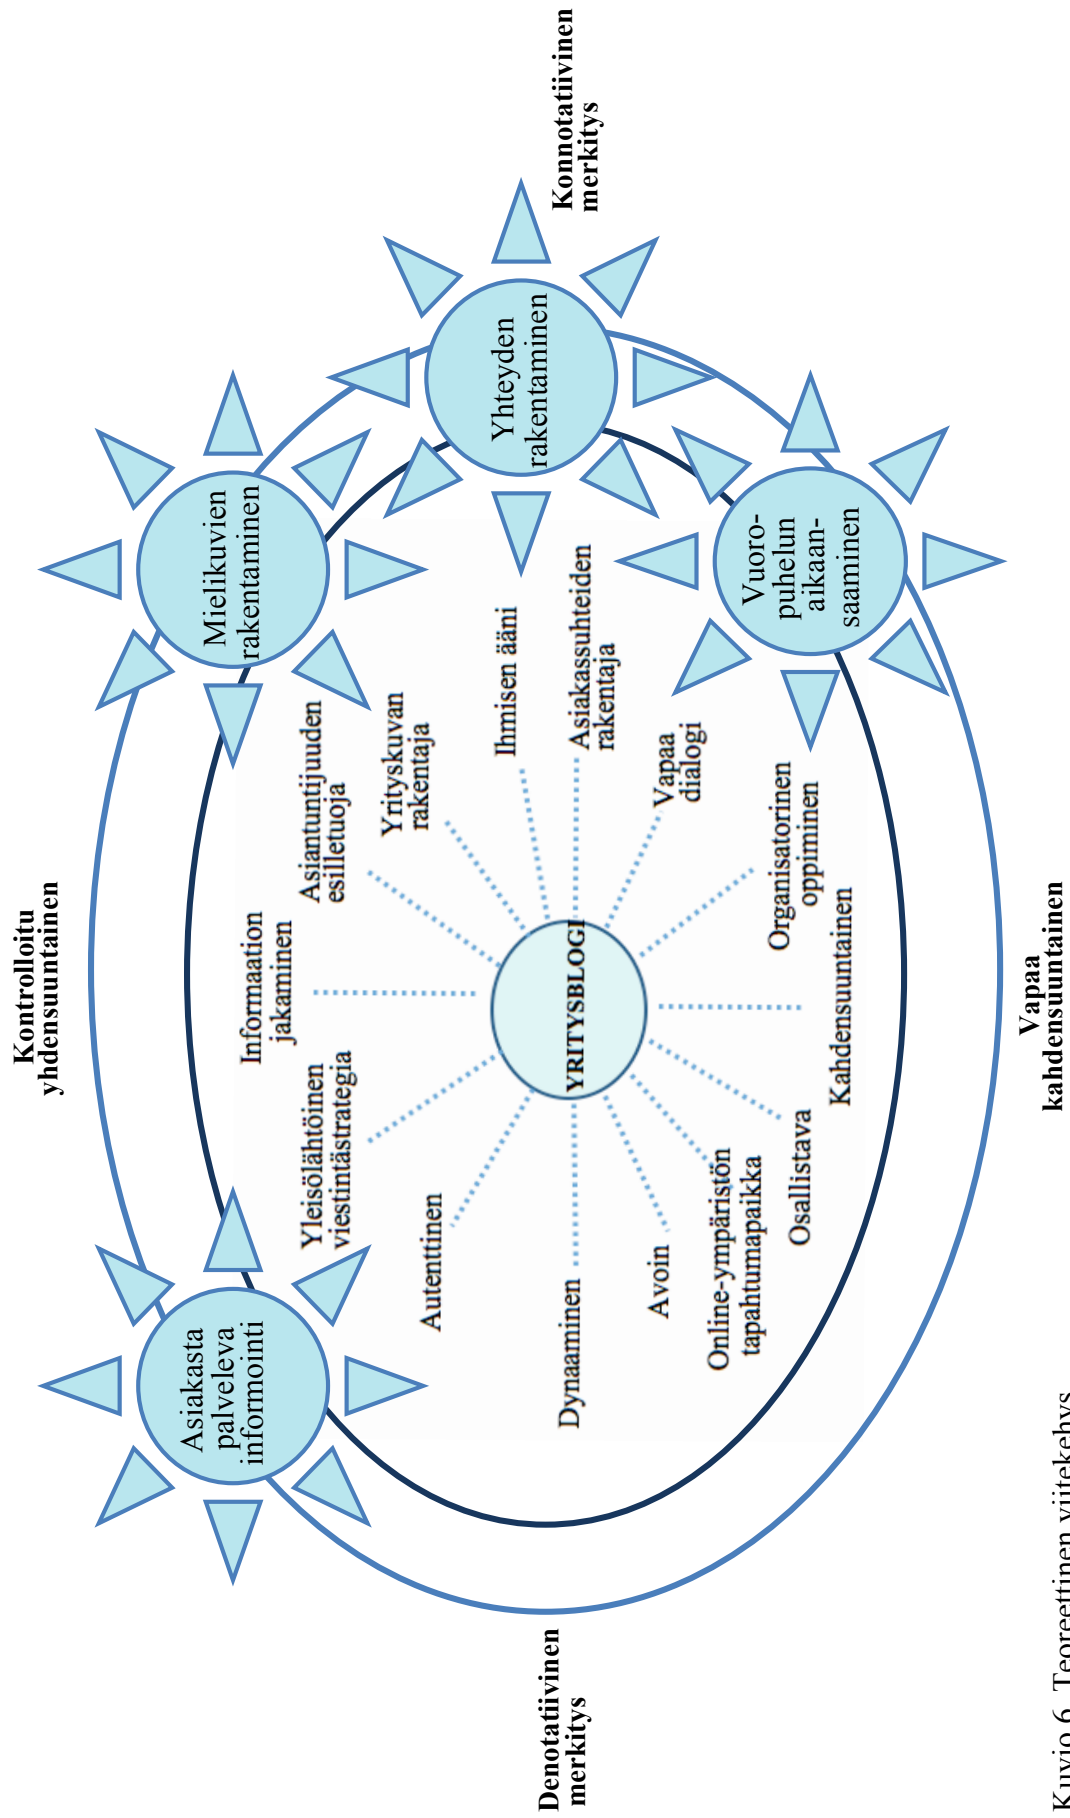 Kontrolloitu
yhdensuuntainen
Asiakasta
palveleva
informointi
Mielikuvien
rakentaminen
Informaation
jakaminen
Yleisölähtöinen
viestintästrategia
Asiantuntijuuden
esilletuoja
Autenttinen
Yrityskuvan
rakentaja
Denotatiivinen
merkitys
Dynaaminen
YRITYSBLOGI
Ihmisen ääni
Yhteyden
rakentaminen
Konnotatiivinen
merkitys
Asiakassuhteiden
rakentaja
Avoin
Vapaa
dialogi
Online-ympäristön
tapahtumapaikka
Osallistava
Kahdensuuntainen
Organisatorinen
oppiminen
Vuoro-
puhelun
aikaan-
saaminen
Vapaa
kahdensuuntainen
Kuvio 6. Teoreettinen viitekehys